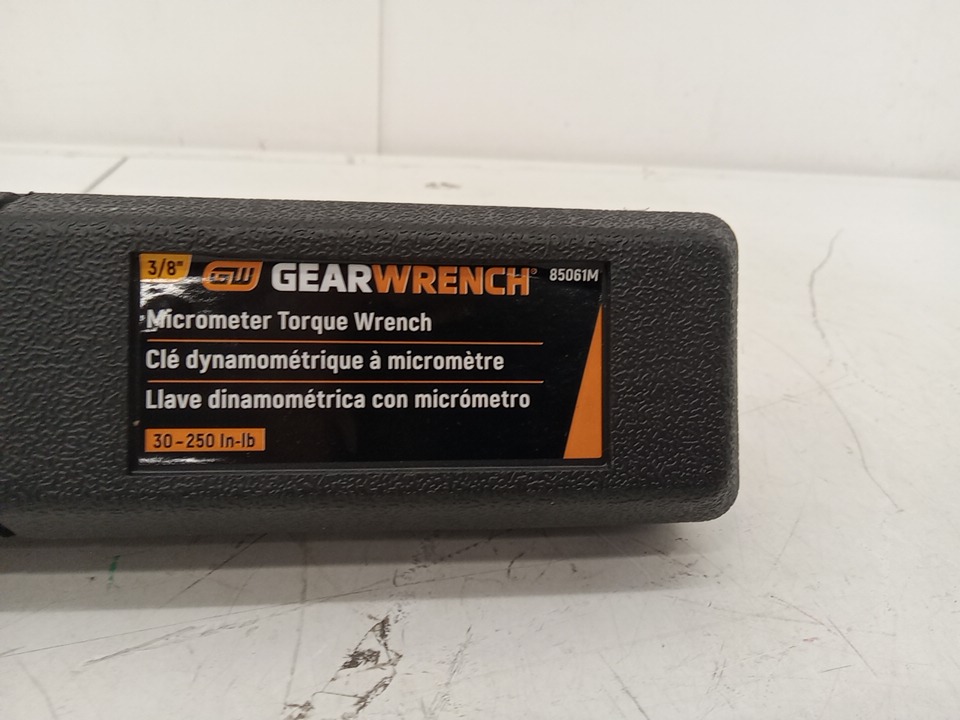 3/8" GW GEARWRENCH® 85061M
Micrometer Torque Wrench
Clé dynamométrique à micromètre
Llave dinamométrica con micrómetro
30-250 In-lb